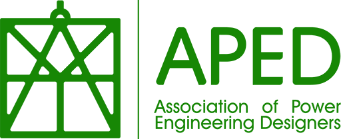 APED
Association of Power
Engineering Designers